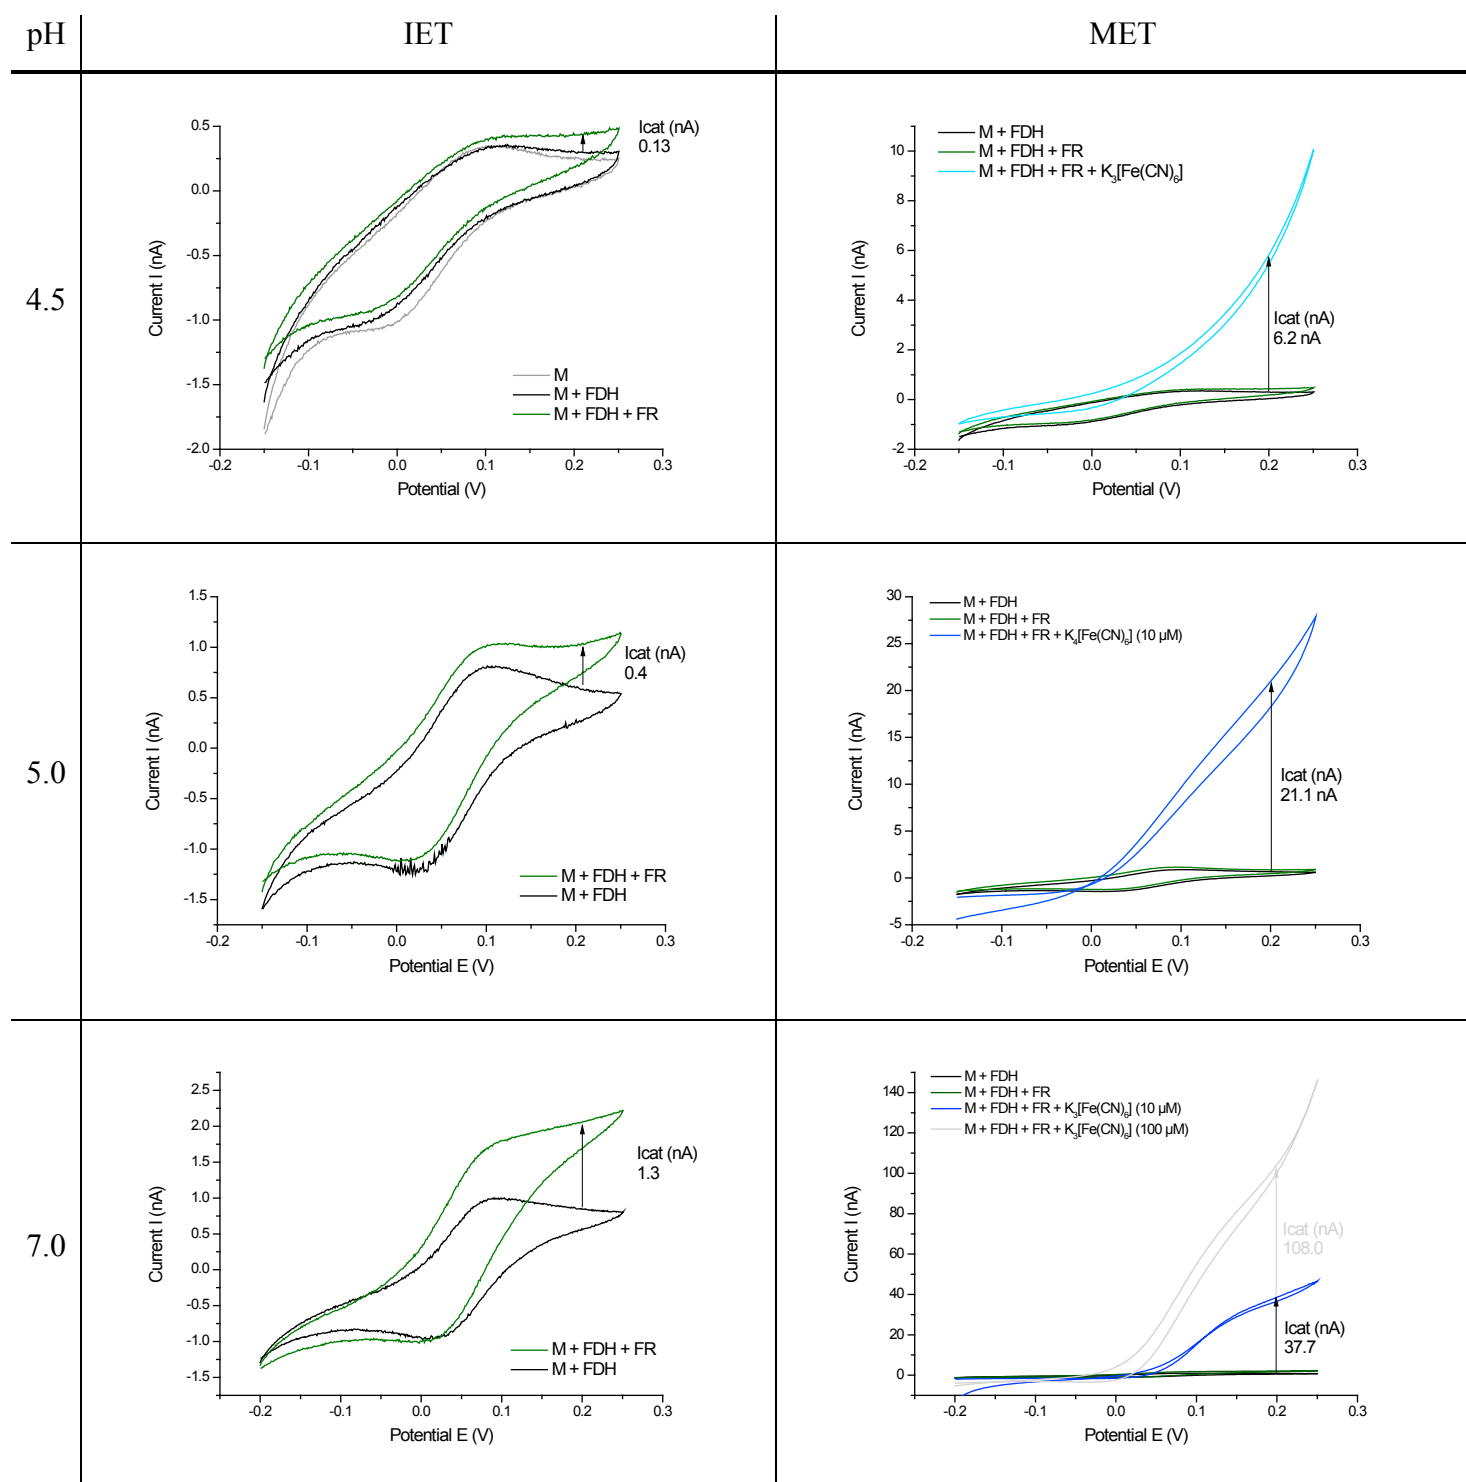 pH IET MET
4.5
0.5
0.0
-0.5
-1.0
-1.5
-2.0
-0.2 -0.1 0.0 0.1 0.2 0.3
Current I (nA)
Potential (V)
Icat (nA)
0.13
M
M + FDH
M + FDH + FR
10
8
6
4
2
0
-2
-0.2 -0.1 0.0 0.1 0.2 0.3
Current I (nA)
Potential (V)
M + FDH
M + FDH + FR
M + FDH + FR + K₃[Fe(CN)₆]
Icat (nA)
6.2 nA
5.0
1.5
1.0
0.5
0.0
-0.5
-1.0
-1.5
-0.2 -0.1 0.0 0.1 0.2 0.3
Current I (nA)
Potential E (V)
Icat (nA)
0.4
M + FDH + FR
M + FDH
30
25
20
15
10
5
0
-5
-0.2 -0.1 0.0 0.1 0.2 0.3
Current I (nA)
Potential E (V)
M + FDH
M + FDH + FR
M + FDH + FR + K₄[Fe(CN)₆] (10 µM)
Icat (nA)
21.1 nA
7.0
2.5
2.0
1.5
1.0
0.5
0.0
-0.5
-1.0
-1.5
-0.2 -0.1 0.0 0.1 0.2 0.3
Current I (nA)
Potential E (V)
Icat (nA)
1.3
M + FDH + FR
M + FDH
140
120
100
80
60
40
20
0
-0.2 -0.1 0.0 0.1 0.2 0.3
Current I (nA)
Potential E (V)
M + FDH
M + FDH + FR
M + FDH + FR + K₃[Fe(CN)₆] (10 µM)
M + FDH + FR + K₃[Fe(CN)₆] (100 µM)
Icat (nA)
108.0
Icat (nA)
37.7